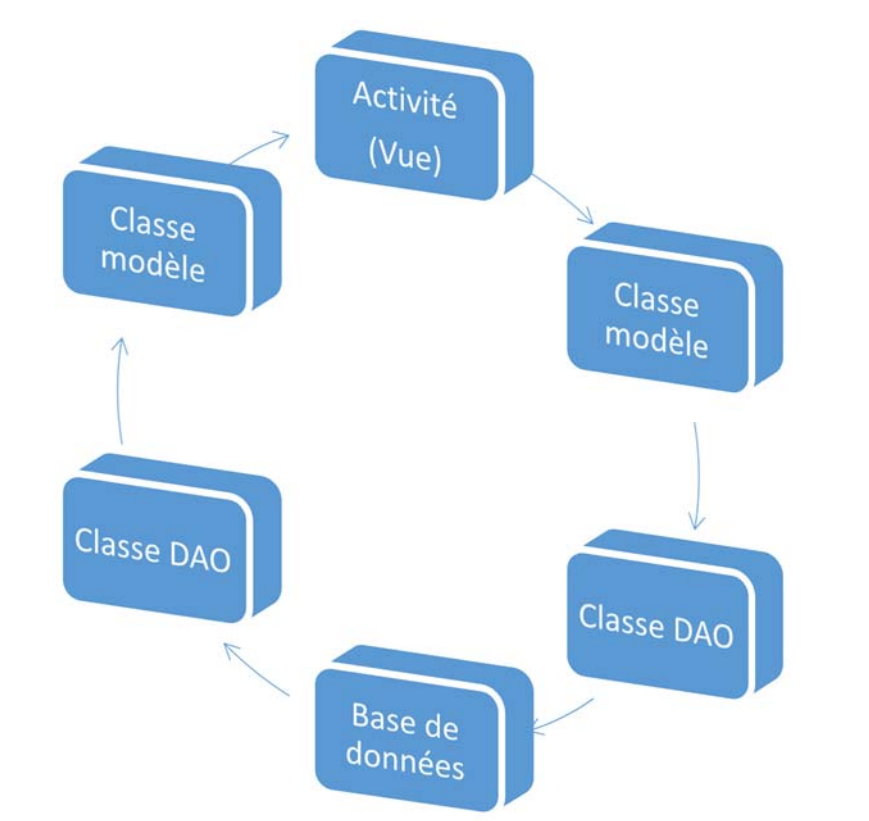 Activité
(Vue)
Classe
modèle
Classe
modèle
Classe DAO
Classe DAO
Base de
données